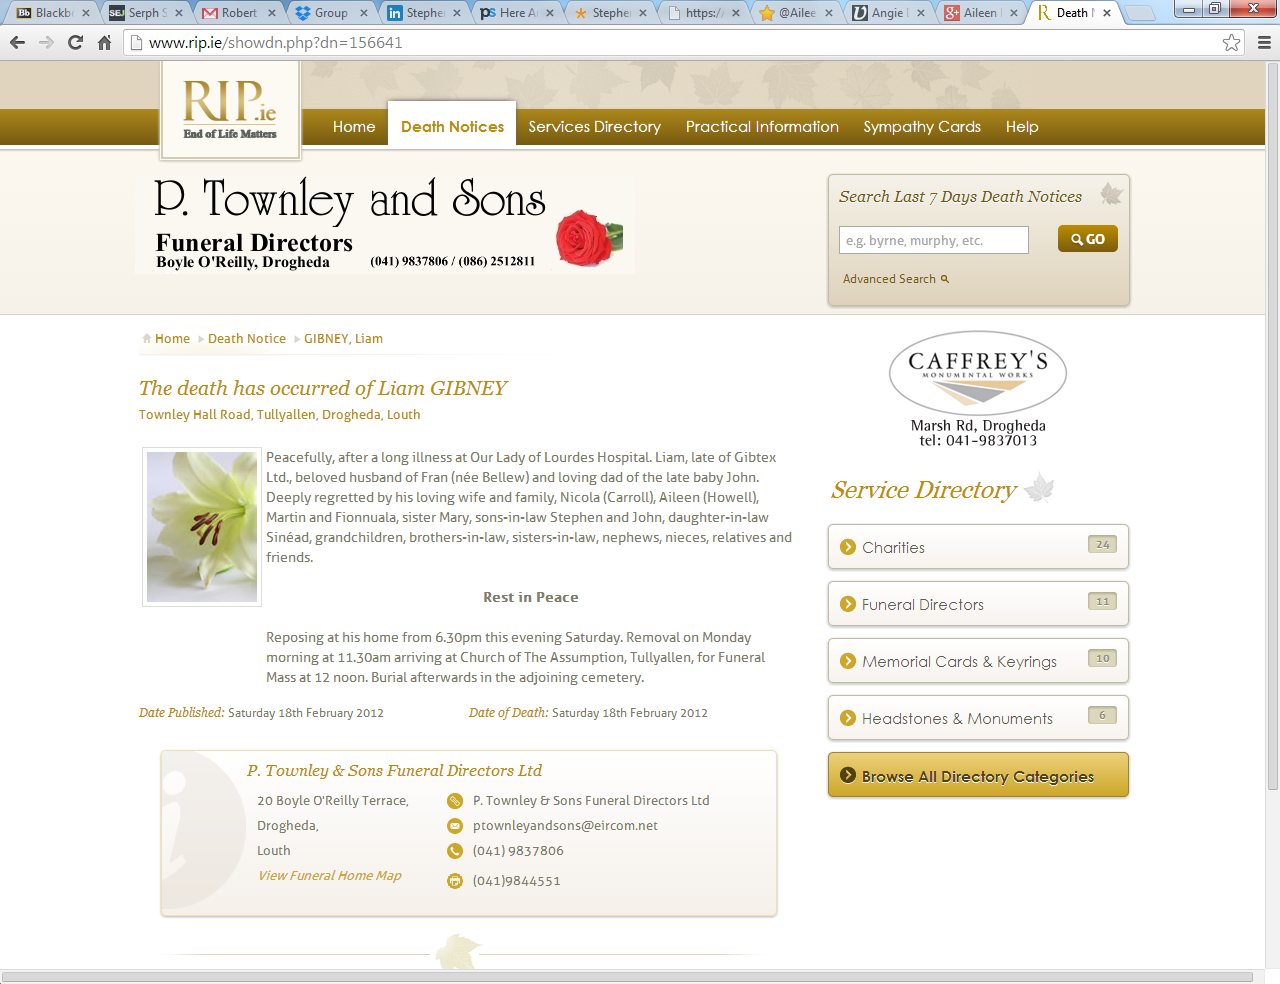 Blackb
Serph S
Robert
Group
Stephe
Here A
Stephe
https:/
@Ailee
Angie
Aileen
Death N
www.rip.ie/showdn.php?dn=156641
RIP.ie
End of Life Matters
Home
Death Notices
Services Directory
Practical Information
Sympathy Cards
Help
P. Townley and Sons
Funeral Directors
Boyle O'Reilly, Drogheda
(041) 9837806 / (086) 2512811
Search Last 7 Days Death Notices
e.g. byrne, murphy, etc.
GO
Advanced Search
Home
Death Notice
GIBNEY, Liam
The death has occurred of Liam GIBNEY
Townley Hall Road, Tullyallen, Drogheda, Louth
Peacefully, after a long illness at Our Lady of Lourdes Hospital. Liam, late of Gibtex
Ltd., beloved husband of Fran (née Bellew) and loving dad of the late baby John.
Deeply regretted by his loving wife and family, Nicola (Carroll), Aileen (Howell),
Martin and Fionnuala, sister Mary, sons-in-law Stephen and John, daughter-in-law
Sinéad, grandchildren, brothers-in-law, sisters-in-law, nephews, nieces, relatives and
friends.
Rest in Peace
Reposing at his home from 6.30pm this evening Saturday. Removal on Monday
morning at 11.30am arriving at Church of The Assumption, Tullyallen, for Funeral
Mass at 12 noon. Burial afterwards in the adjoining cemetery.
Date Published: Saturday 18th February 2012
Date of Death: Saturday 18th February 2012
P. Townley & Sons Funeral Directors Ltd
20 Boyle O'Reilly Terrace,
Drogheda,
Louth
View Funeral Home Map
P. Townley & Sons Funeral Directors Ltd
ptownleyandsons@eircom.net
(041) 9837806
(041)9844551
CAFFREY'S
MONUMENTAL WORKS
Marsh Rd, Drogheda
tel: 041-9837013
Service Directory
Charities 24
Funeral Directors 11
Memorial Cards & Keyrings 10
Headstones & Monuments 6
Browse All Directory Categories